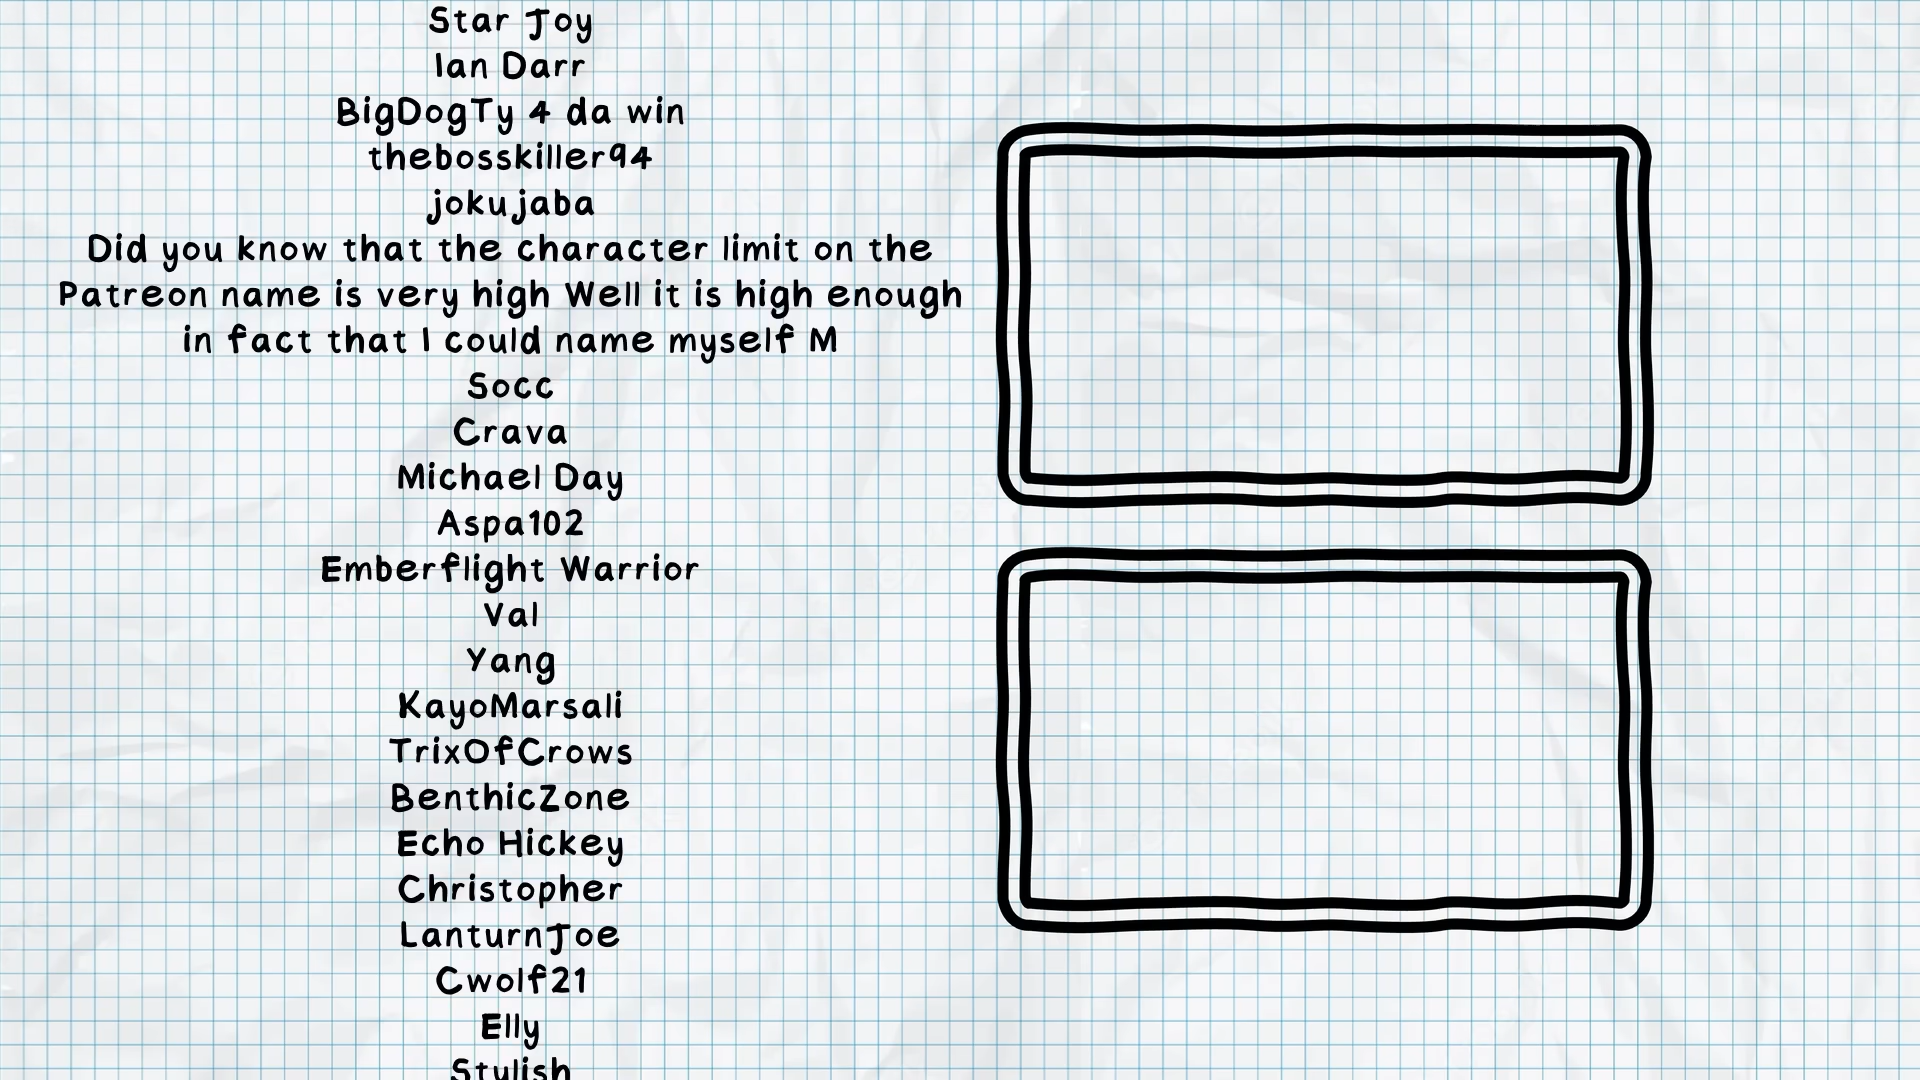 Star Joy
Ian Darr
BigDogTy 4 da win
thebosskiller94
jokujaba
Did you know that the character limit on the
Patreon name is very high Well it is high enough
in fact that I could name myself M
Socc
Crava
Michael Day
Aspa102
Emberflight Warrior
Val
Yang
KayoMarsali
TrixOfCrows
BenthicZone
Echo Hickey
Christopher
LanturnJoe
Cwolf21
Elly
Stylish